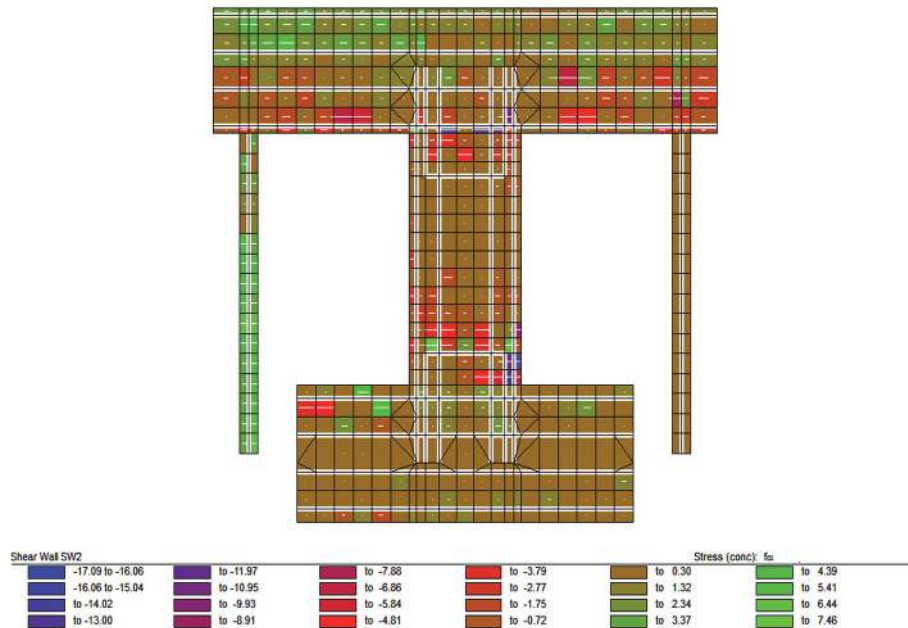 Shear Wall SW2 Stress (conc): fcx
-17.09 to -16.06 to -11.97 to -7.88 to -3.79 to 0.30 to 4.39
-16.06 to -15.04 to -10.95 to -6.86 to -2.77 to 1.32 to 5.41
to -14.02 to -9.93 to -5.84 to -1.75 to 2.34 to 6.44
to -13.00 to -8.91 to -4.81 to -0.72 to 3.37 to 7.46